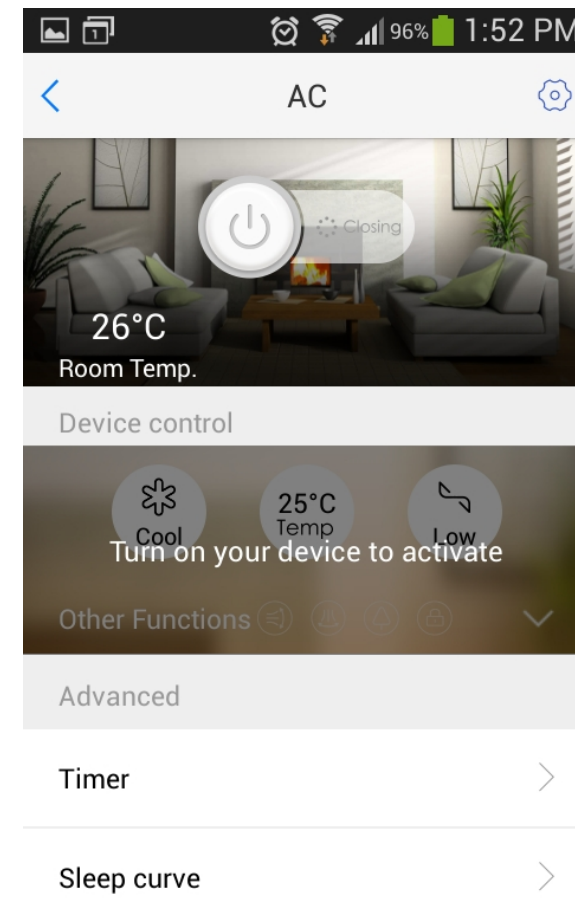 1
96%
1:52 PM
AC
Closing
26°C
Room Temp.
Device control
Cool
25°C
Temp
Low
Turn on your device to activate
Other Functions
Advanced
Timer
Sleep curve